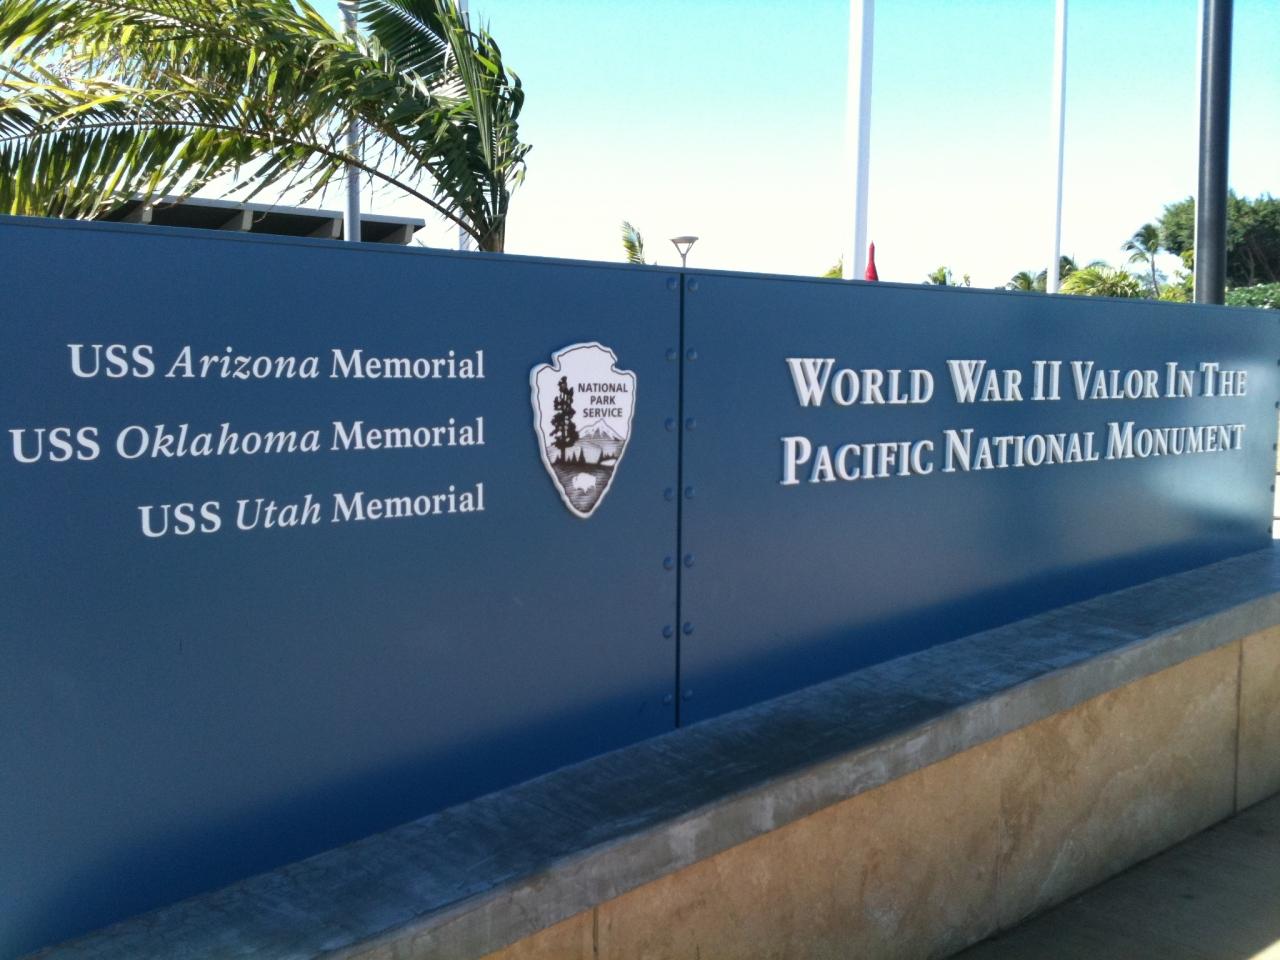 USS Arizona Memorial
USS Oklahoma Memorial
USS Utah Memorial
NATIONAL
PARK
SERVICE
WORLD WAR II VALOR IN THE
PACIFIC NATIONAL MONUMENT